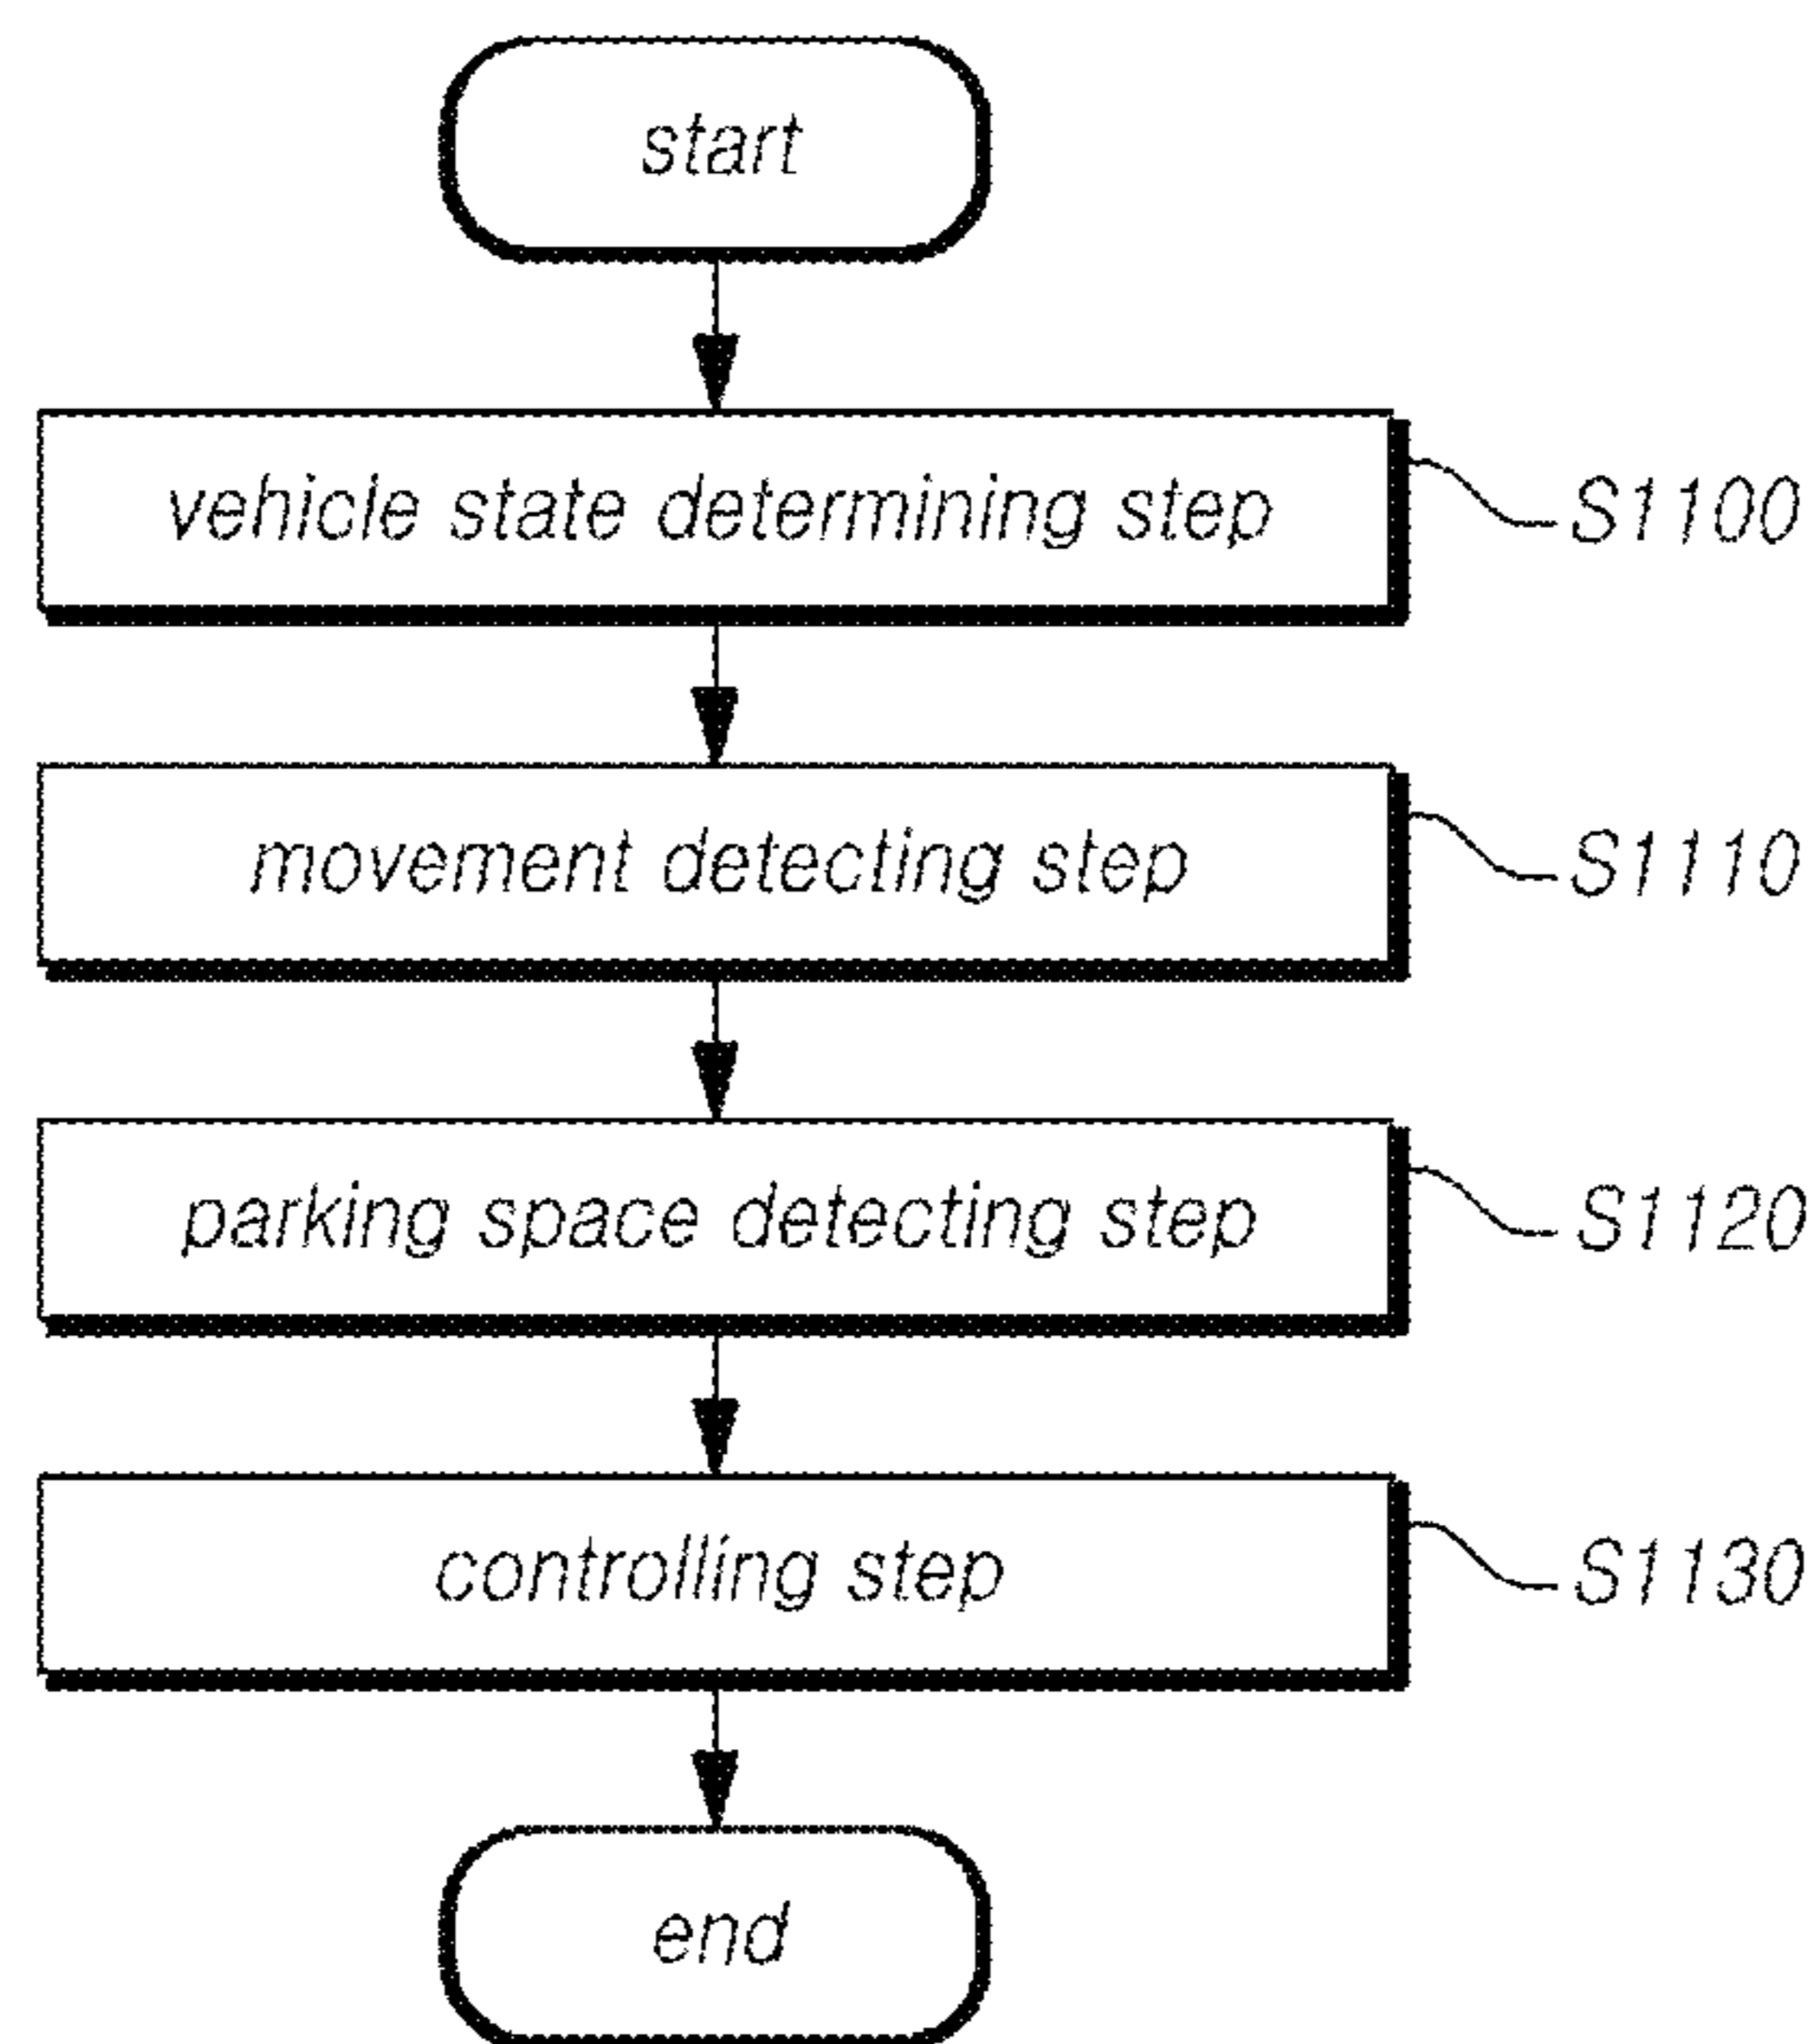 start
vehicle state determining step
S1100
movement detecting step
S1110
parking space detecting step
S1120
controlling step
S1130
end